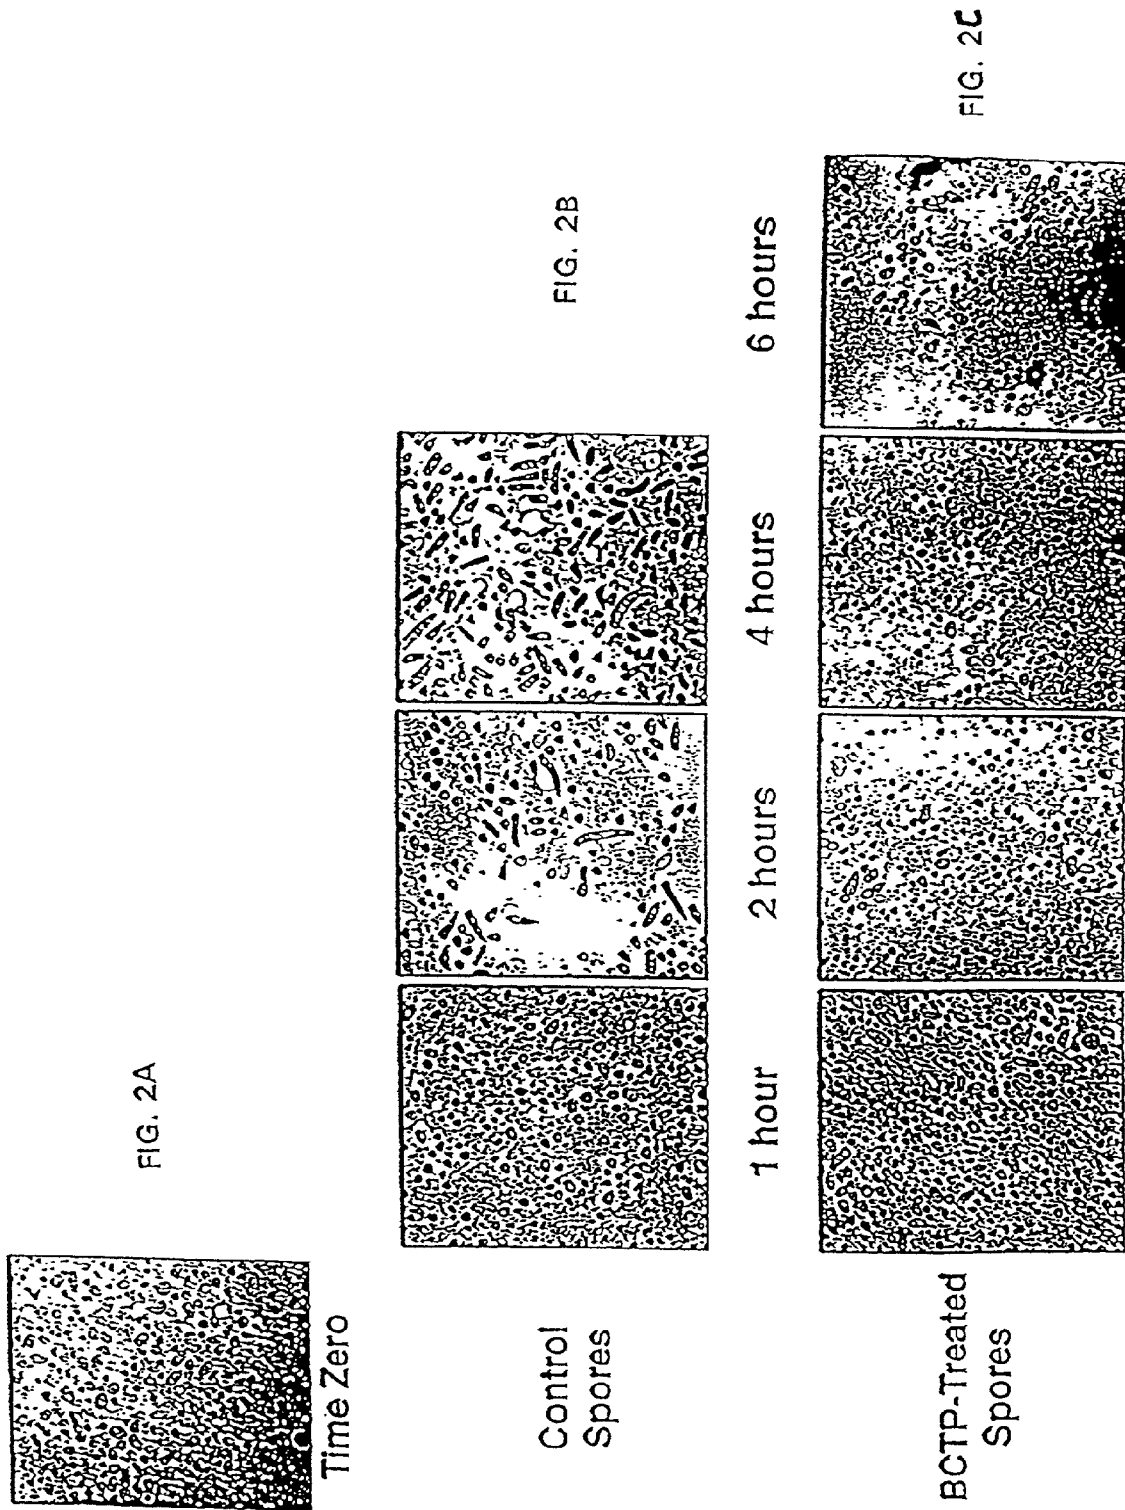 FIG. 2A
Time Zero
FIG. 2B
Control
Spores
1 hour
2 hours
4 hours
6 hours
FIG. 2C
BCTP-Treated
Spores